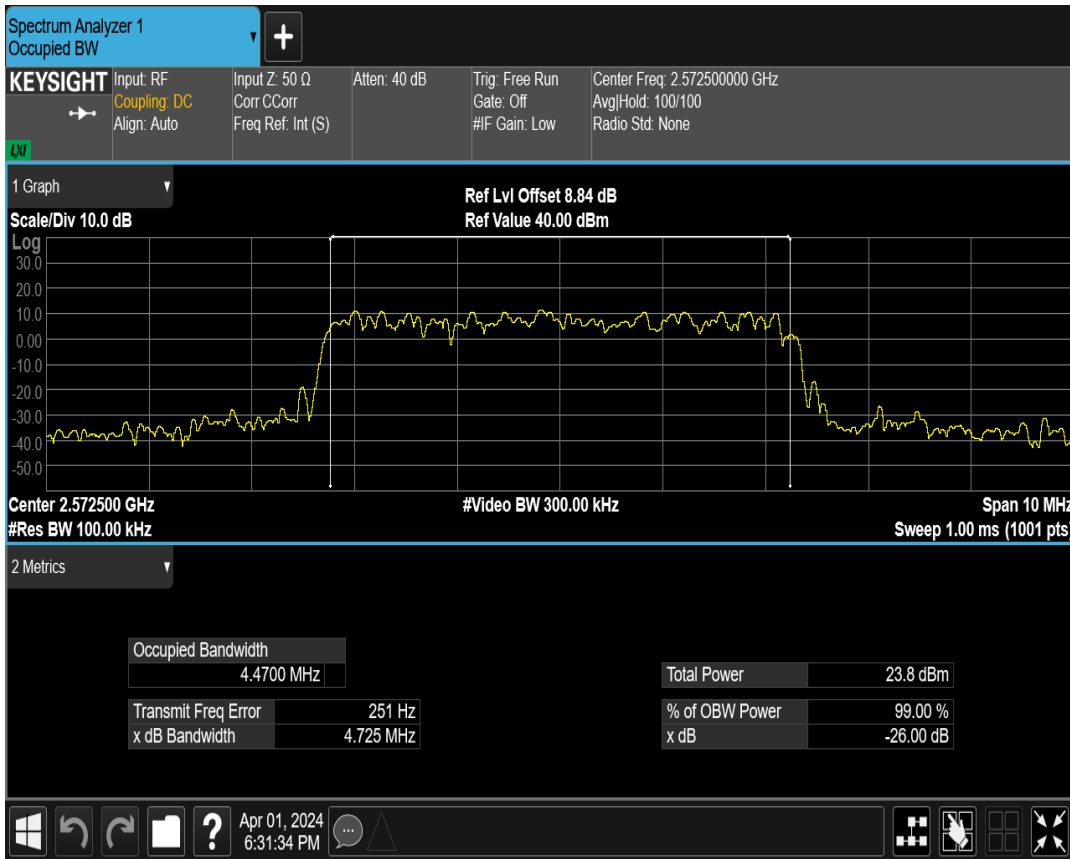 Spectrum Analyzer 1
Occupied BW
+
KEYSIGHT
LXI
Input: RF
Coupling: DC
Align: Auto
Input Z: 50 Ω
Corr CCorr
Freq Ref: Int (S)
Atten: 40 dB
Trig: Free Run
Gate: Off
#IF Gain: Low
Center Freq: 2.572500000 GHz
Avg|Hold: 100/100
Radio Std: None
1 Graph
Scale/Div 10.0 dB
Ref Lvl Offset 8.84 dB
Ref Value 40.00 dBm
Log
30.0
20.0
10.0
0.00
-10.0
-20.0
-30.0
-40.0
-50.0
Center 2.572500 GHz
#Video BW 300.00 kHz
Span 10 MHz
#Res BW 100.00 kHz
Sweep 1.00 ms (1001 pts)
2 Metrics
Occupied Bandwidth
4.4700 MHz
Total Power 23.8 dBm
Transmit Freq Error 251 Hz
% of OBW Power 99.00 %
x dB Bandwidth 4.725 MHz
x dB -26.00 dB
?
Apr 01, 2024
6:31:34 PM